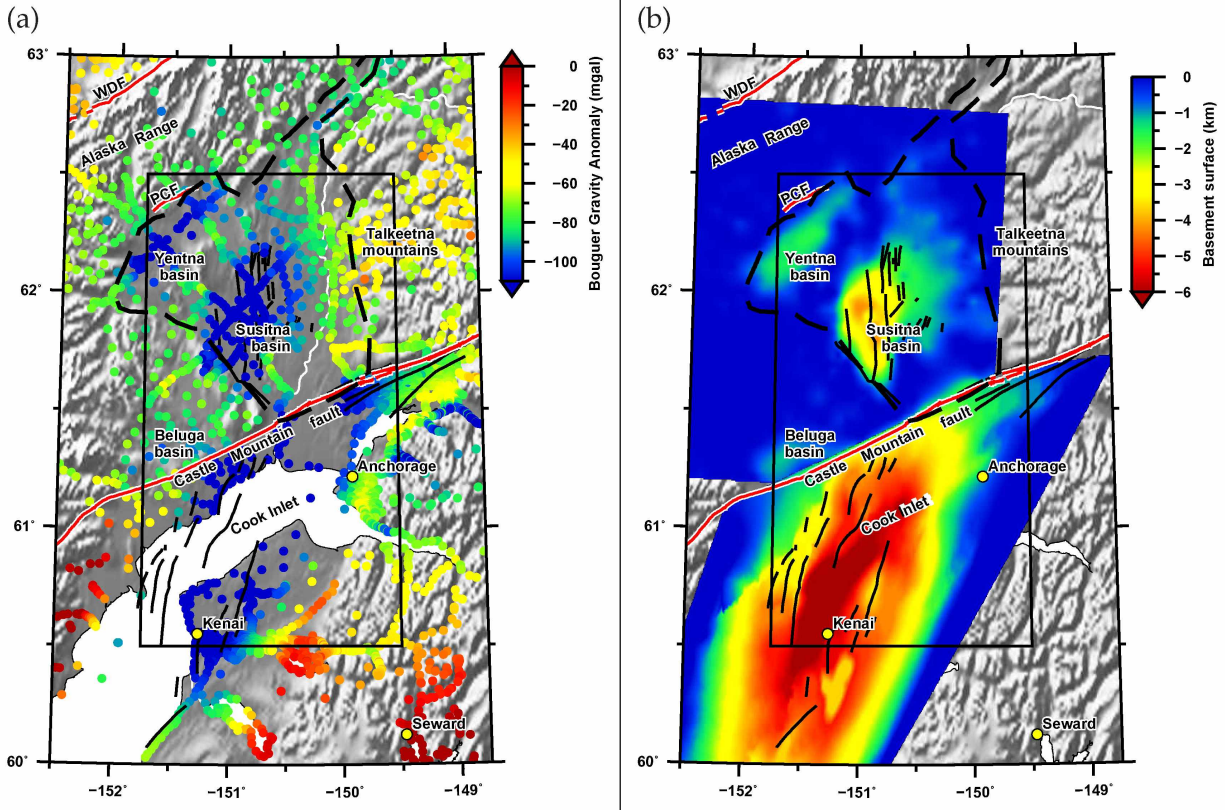 (a)
63˚
62˚
61˚
60˚
−152˚
−151˚
−150˚
−149˚
WDF
Alaska Range
PCF
Yentna
basin
Talkeetna
mountains
Susitna
basin
Beluga
basin
Castle Mountain fault
Anchorage
Cook Inlet
Kenai
Seward
0
−20
−40
−60
−80
−100
Bouguer Gravity Anomaly (mgal)
(b)
63˚
62˚
61˚
60˚
−152˚
−151˚
−150˚
−149˚
WDF
Alaska Range
PCF
Yentna
basin
Talkeetna
mountains
Susitna
basin
Beluga
basin
Castle Mountain fault
Anchorage
Cook Inlet
Kenai
Seward
0
−1
−2
−3
−4
−5
−6
Basement surface (km)